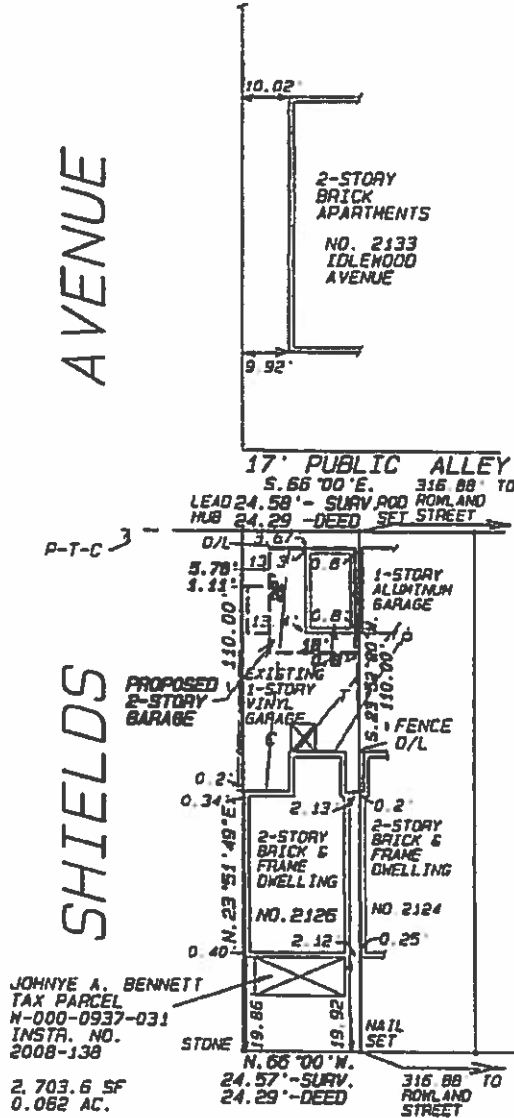 10.02'
AVENUE
2-STORY
BRICK
APARTMENTS
NO. 2133
IDLEWOOD
AVENUE
9.92'
17' PUBLIC ALLEY
S.66°00'E.
316.88' TO
ROWLAND
STREET
LEAD
HUB
24.58'- SURV.
24.29 -DEED
ROD
SET
P-T-C
O/L
3.67'
13
3'
0.6'
5.78'
1.11'
1-STORY
ALUMINUM
GARAGE
0.8'
13
18'
110.00'
EXISTING
1-STORY
VINYL
GARAGE
PROPOSED
2-STORY
GARAGE
110.00'
FENCE
O/L
SHIELDS
0.2'
0.34'
2.13'
0.2'
N.23°51'49"E.
2-STORY
BRICK &
FRAME
DWELLING
NO.2126
2-STORY
BRICK &
FRAME
DWELLING
NO.2124
0.40'
2.12'
0.25'
JOHNYE A. BENNETT
TAX PARCEL
W-000-0937-031
INSTR. NO.
2008-138
2,703.6 SF
0.062 AC.
19.86
19.92
STONE
NAIL
SET
N.66°00'W.
24.57'-SURV.
24.29'-DEED
316.88' TO
ROWLAND
STREET